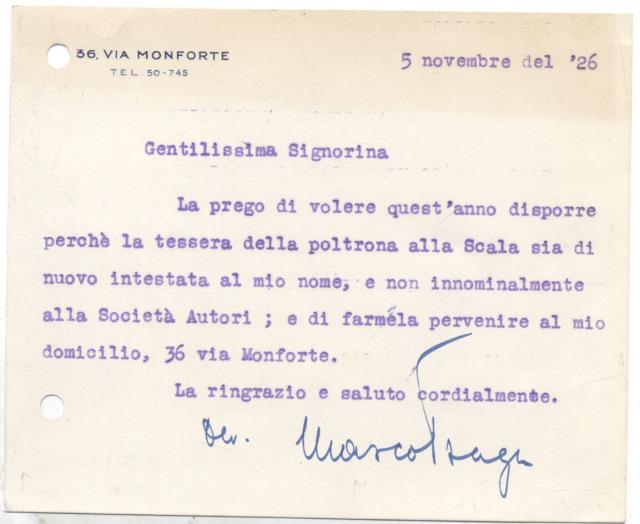 36, VIA MONFORTE
TEL. 50-745
5 novembre del '26
Gentilissima Signorina
La prego di volere quest'anno disporre
perchè la tessera della poltrona alla Scala sia di
nuovo intestata al mio nome, e non innominalmente
alla Società Autori ; e di farméla pervenire al mio
domicilio, 36 via Monforte.
La ringrazio e saluto cordialmente.
Dev. Marco Praga